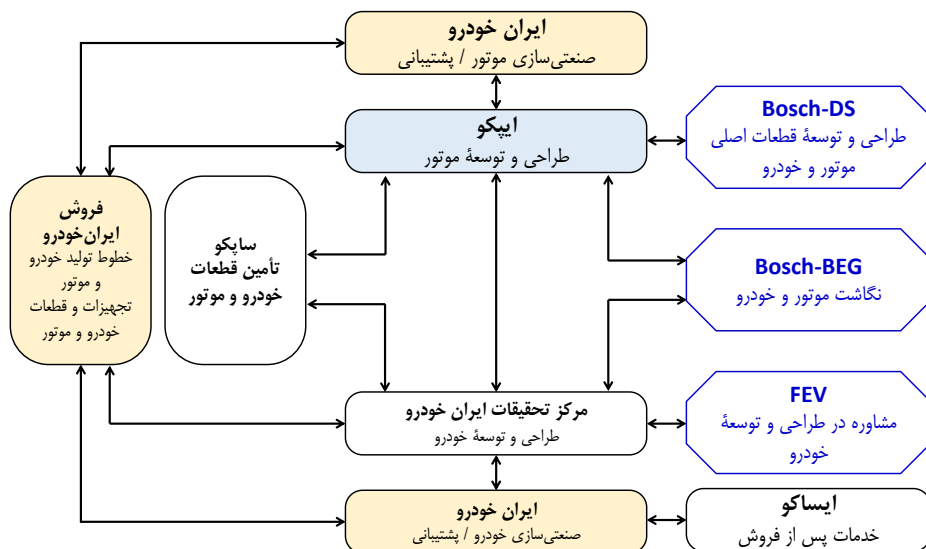 ایران خودرو
صنعتی‌سازی موتور / پشتیبانی
ایپکو
طراحی و توسعهٔ موتور
Bosch-DS
طراحی و توسعهٔ قطعات اصلی
موتور و خودرو
فروش
ایران‌خودرو
خطوط تولید خودرو
و موتور
تجهیزات و قطعات
خودرو و موتور
ساپکو
تأمین قطعات
خودرو و موتور
Bosch-BEG
نگاشت موتور و خودرو
مرکز تحقیقات ایران خودرو
طراحی و توسعهٔ خودرو
FEV
مشاوره در طراحی و توسعهٔ
خودرو
ایران خودرو
صنعتی‌سازی خودرو / پشتیبانی
ایساکو
خدمات پس از فروش